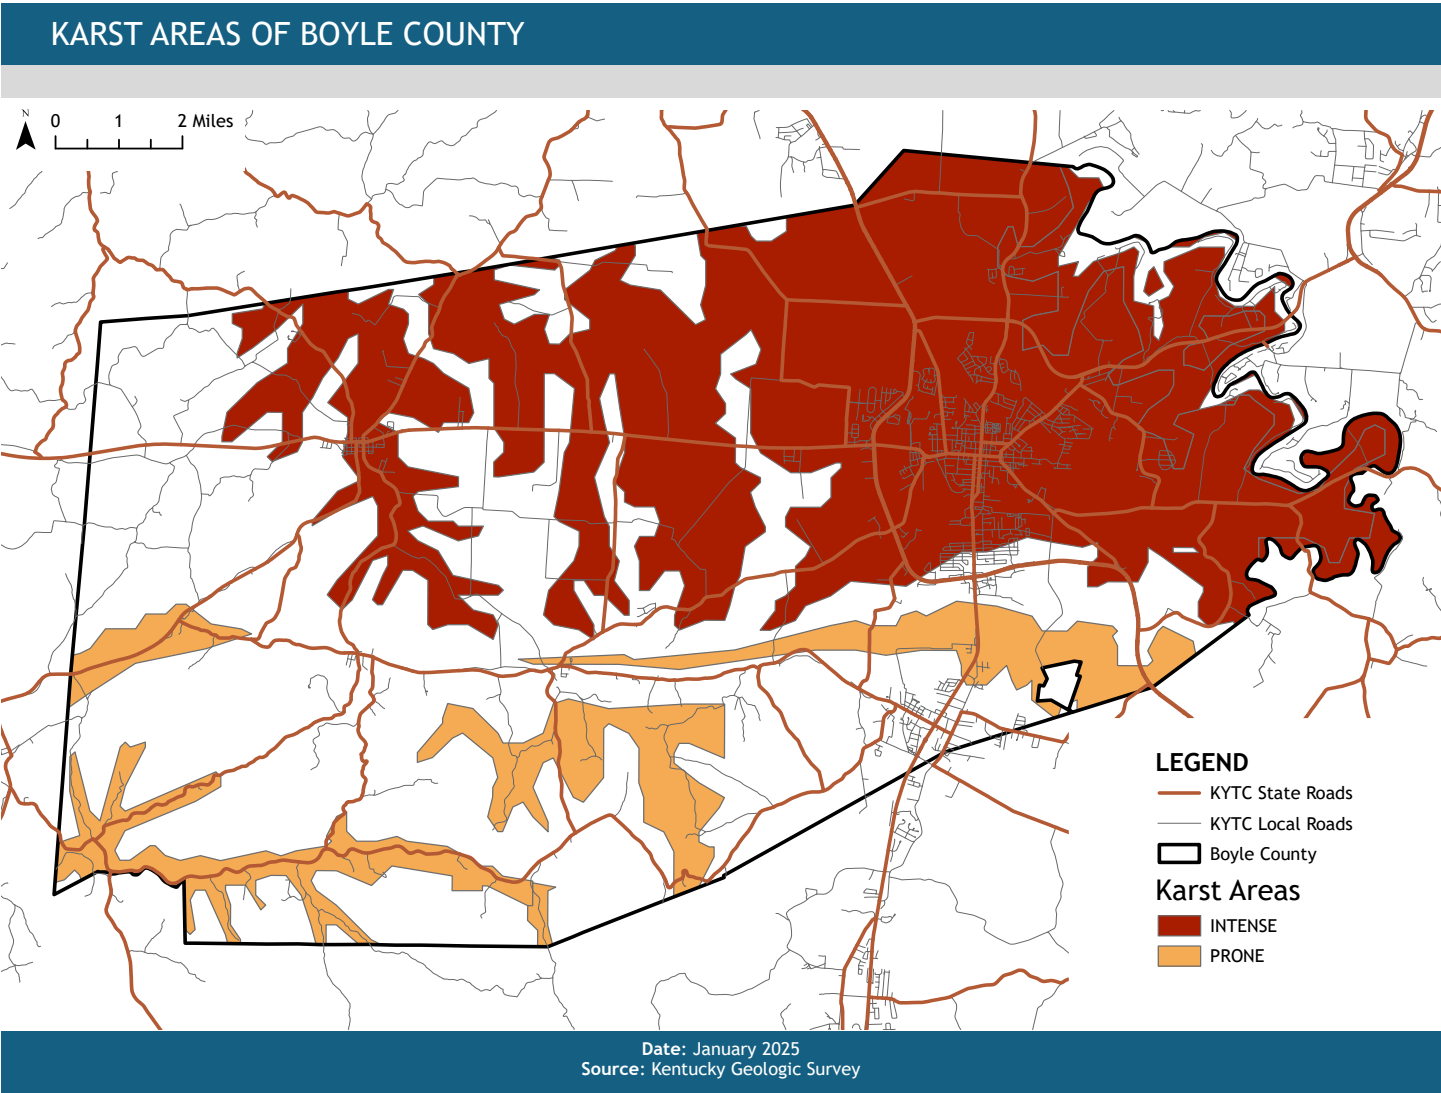 KARST AREAS OF BOYLE COUNTY
N
0 1 2 Miles
LEGEND
KYTC State Roads
KYTC Local Roads
Boyle County
Karst Areas
INTENSE
PRONE
Date: January 2025
Source: Kentucky Geologic Survey